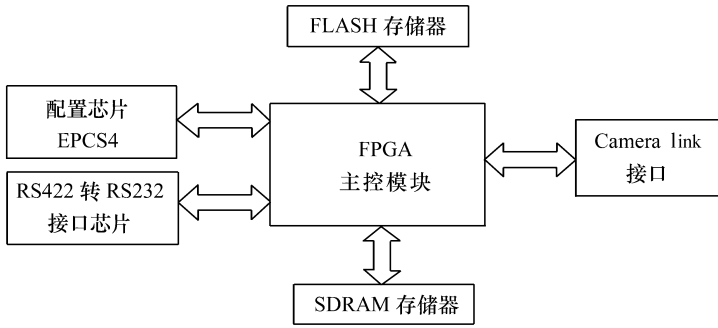 FLASH 存储器
配置芯片
EPCS4
FPGA
主控模块
Camera link
接口
RS422 转 RS232
接口芯片
SDRAM 存储器